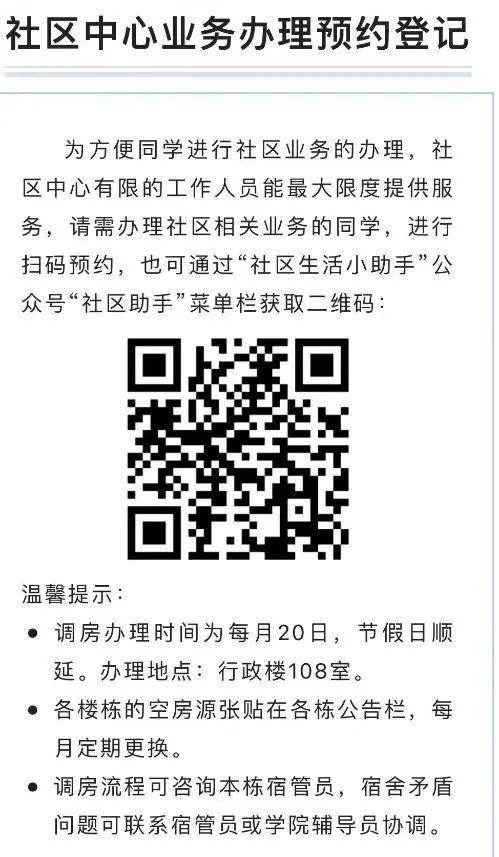 社区中心业务办理预约登记
为方便同学进行社区业务的办理，社
区中心有限的工作人员能最大限度提供服
务，请需办理社区相关业务的同学，进行
扫码预约，也可通过“社区生活小助手”公
众号“社区助手”菜单栏获取二维码：
温馨提示：
● 调房办理时间为每月20日，节假日顺
延。办理地点：行政楼108室。
● 各楼栋的空房源张贴在各栋公告栏，每
月定期更换。
● 调房流程可咨询本栋宿管员，宿舍矛盾
问题可联系宿管员或学院辅导员协调。